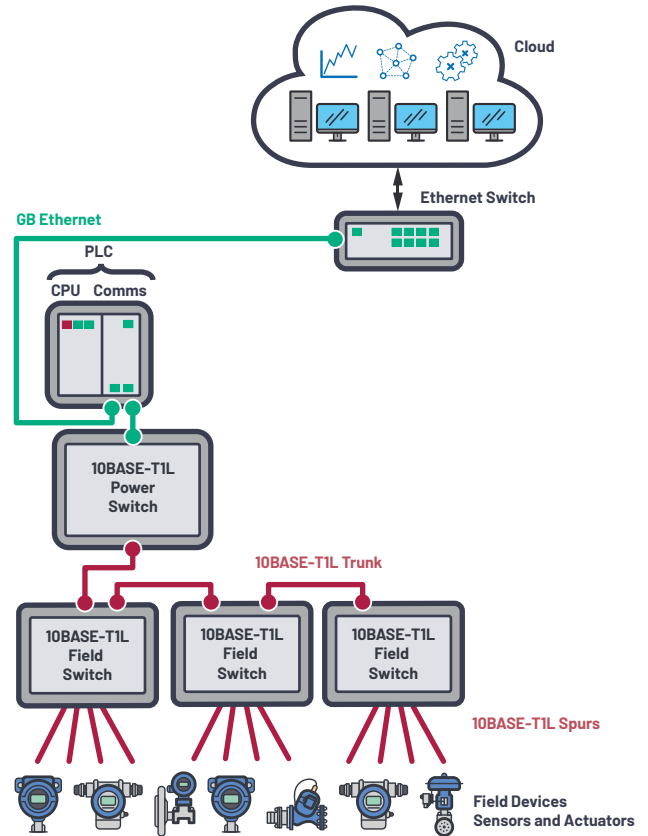 Cloud
Ethernet Switch
GB Ethernet
PLC
CPU Comms
10BASE-T1L
Power
Switch
10BASE-T1L Trunk
10BASE-T1L
Field
Switch
10BASE-T1L
Field
Switch
10BASE-T1L
Field
Switch
10BASE-T1L Spurs
Field Devices
Sensors and Actuators